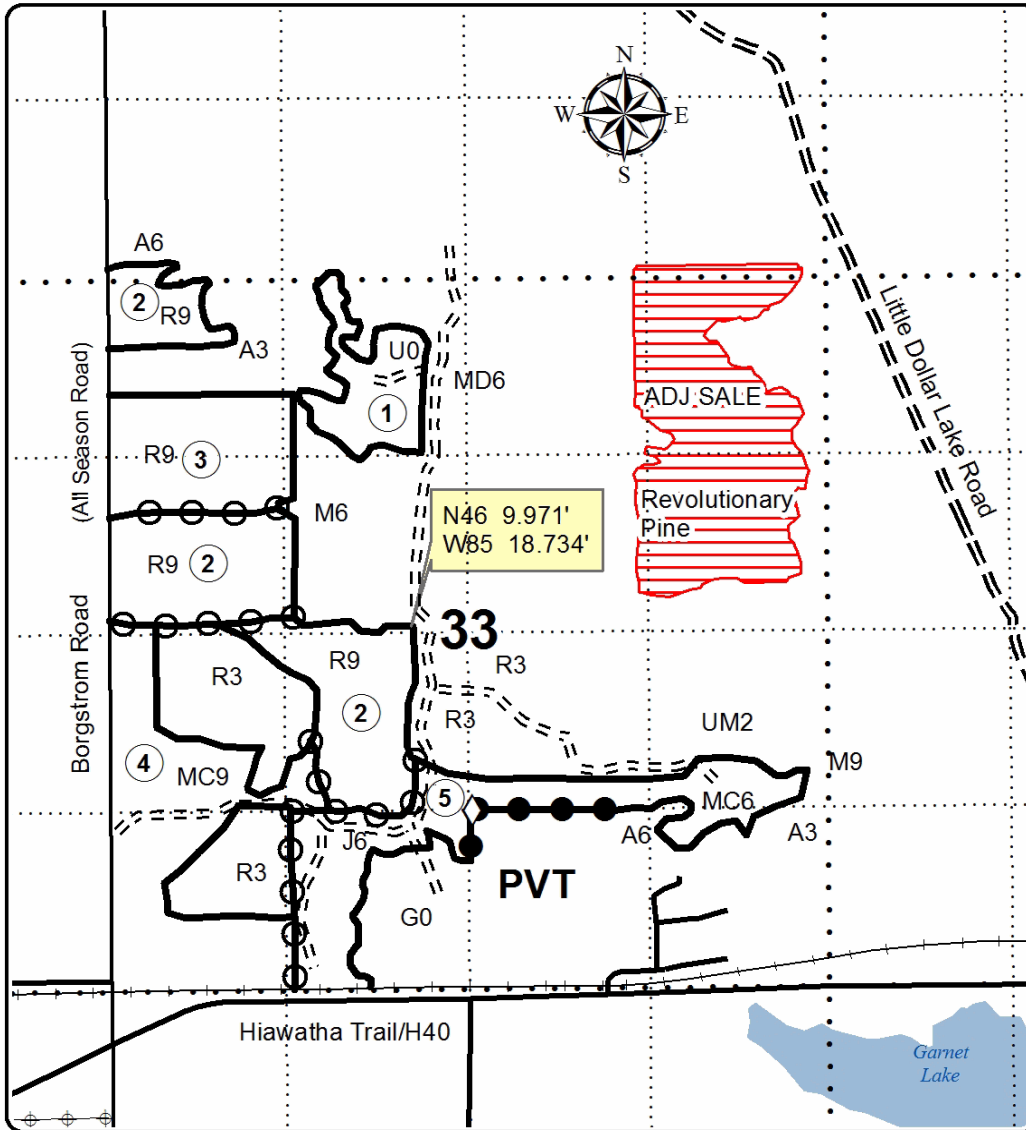 N
W
E
S
A6
2
R9
A3
U0
1
MD6
ADJ SALE
Revolutionary
Pine
Little Dollar Lake Road
(All Season Road)
Borgstrom Road
R9
3
M6
N46 9.971'
W85 18.734'
R9
2
33
R9
R3
R3
R3
2
UM2
4
MC9
M9
5
MC6
J6
A6
A3
R3
PVT
G0
Hiawatha Trail/H40
Garnet
Lake